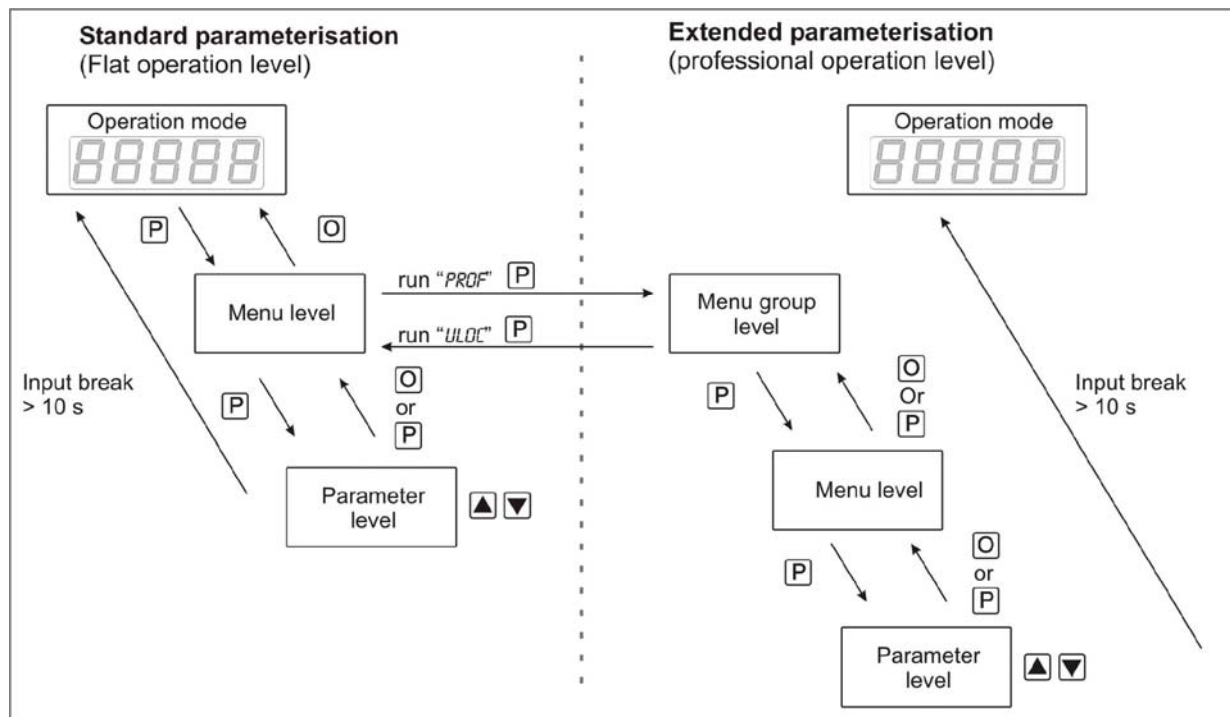 Standard parameterisation
(Flat operation level)
Operation mode
88888
P
O
Menu level
run “PROF” P
run “ULOC” P
Input break
> 10 s
P
O
or
P
Parameter
level
▲ ▼
Extended parameterisation
(professional operation level)
Operation mode
88888
Menu group
level
P
O
Or
P
Input break
> 10 s
Menu level
P
O
or
P
Parameter
level
▲ ▼